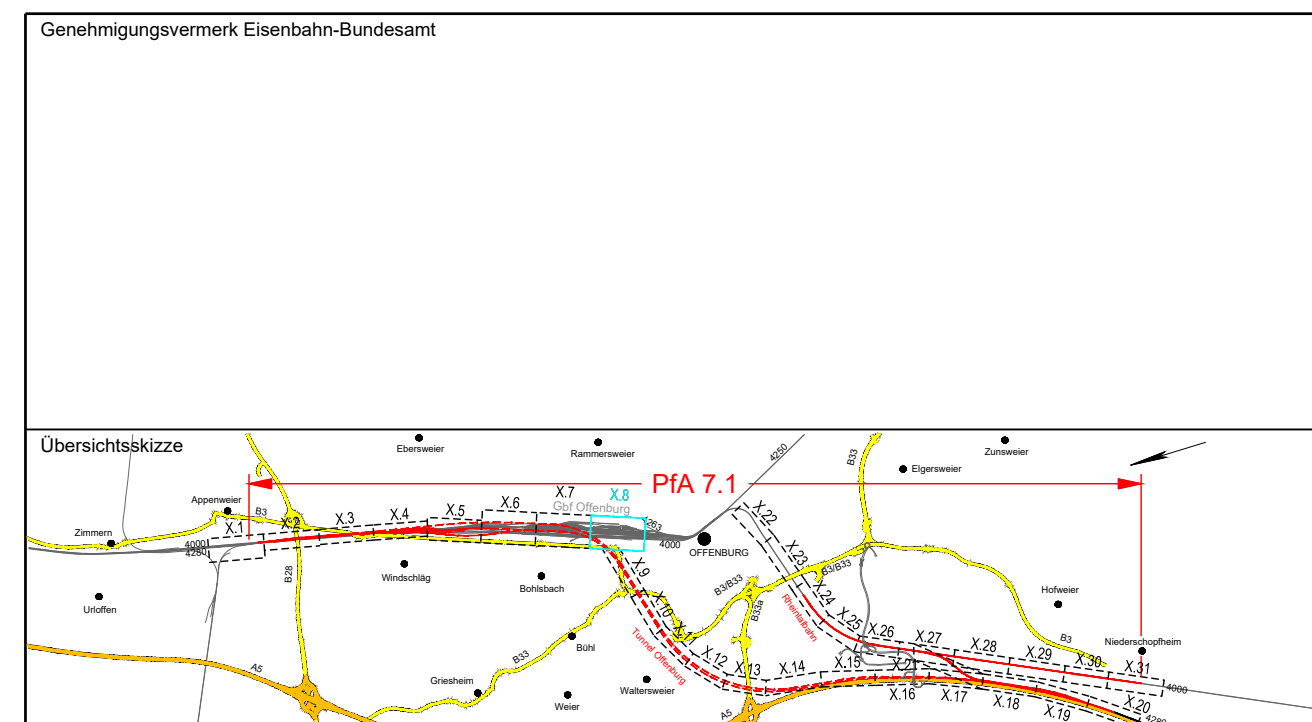 Genehmigungsvermerk Eisenbahn-Bundesamt
Übersichtsskizze
Ebersweier
Rammersweier
4250
B33
Zunsweier
Elgersweier
PfA 7.1
Appenweier
B3
X.1
X.2
X.3
X.4
X.5
X.6
X.7
X.8
Gbf Offenburg
4263
4000
OFFENBURG
X.22
X.23
X.24
X.25
X.26
X.27
X.28
X.29
X.30
X.31
Zimmern
4000
4280
B28
Windschläg
Bohlsbach
X.9
X.10
X.11
X.12
X.13
X.14
X.15
X.21
X.16
X.17
X.18
X.19
X.20
B3/B33
B3/B33
B33a
Rheintalbahn
Hofweier
B3
Niederschopfheim
4000
4280
Urloffen
Tunnel Offenburg
Bühl
B33
A5
Griesheim
Weier
Waltersweier
A5